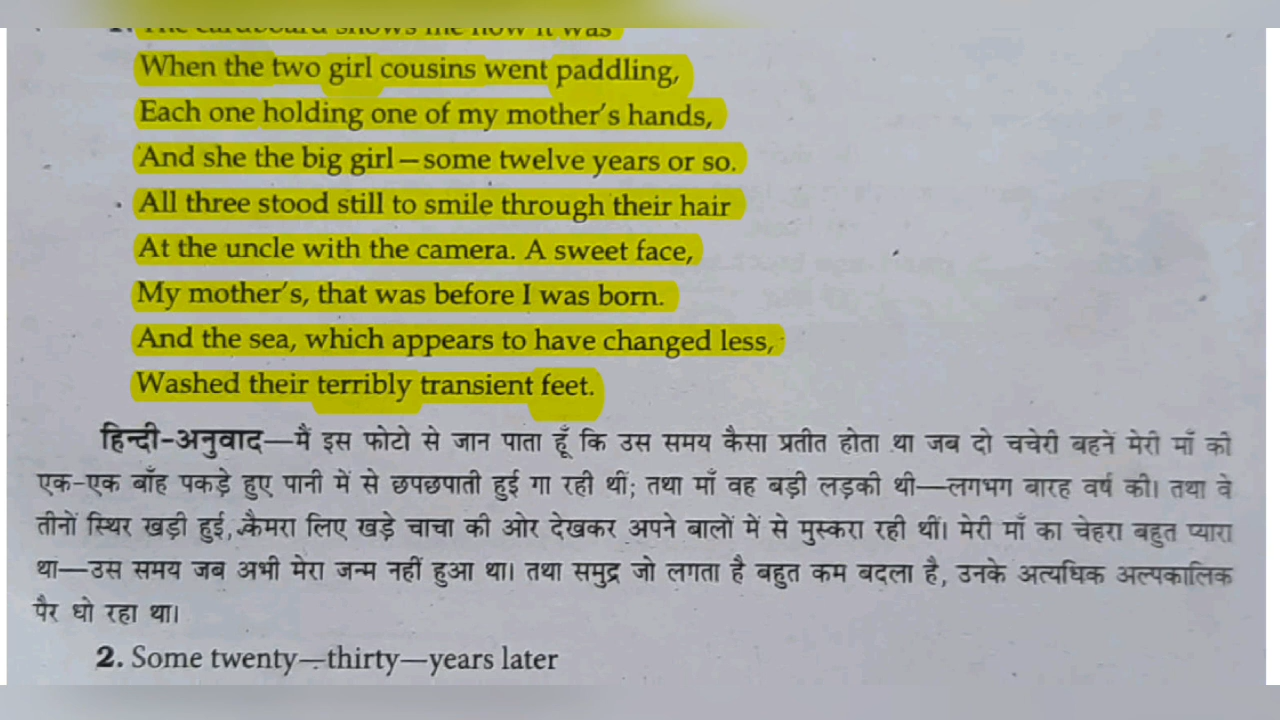 1. The cardboard shows me how it was
When the two girl cousins went paddling,
Each one holding one of my mother's hands,
And she the big girl—some twelve years or so.
All three stood still to smile through their hair
At the uncle with the camera. A sweet face,
My mother's, that was before I was born.
And the sea, which appears to have changed less,
Washed their terribly transient feet.
हिन्दी-अनुवाद—मैं इस फोटो से जान पाता हूँ कि उस समय कैसा प्रतीत होता था जब दो चचेरी बहनें मेरी माँ की
एक-एक बाँह पकड़े हुए पानी में से छपछपाती हुई गा रही थीं; तथा माँ वह बड़ी लड़की थी—लगभग बारह वर्ष की। तथा वे
तीनों स्थिर खड़ी हुई, कैमरा लिए खड़े चाचा की ओर देखकर अपने बालों में से मुस्करा रही थीं। मेरी माँ का चेहरा बहुत प्यारा
था—उस समय जब अभी मेरा जन्म नहीं हुआ था। तथा समुद्र जो लगता है बहुत कम बदला है, उनके अत्यधिक अल्पकालिक
पैर धो रहा था।
2. Some twenty—thirty—years later